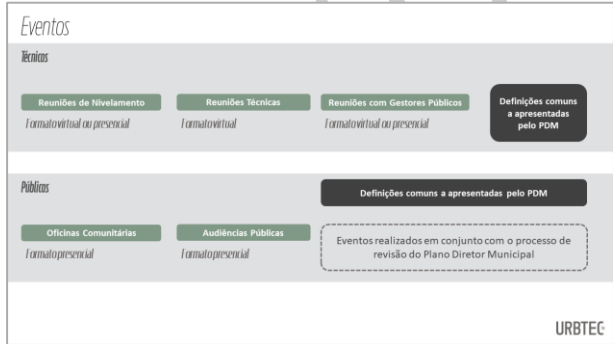 Eventos
Técnicas
Reuniões de Nivelamento
Reuniões Técnicas
Reuniões com Gestores Públicos
Formato virtual ou presencial
Formato virtual
Formato virtual ou presencial
Definições comuns
a apresentadas
pelo PDM
Públicas
Definições comuns a apresentadas pelo PDM
Oficinas Comunitárias
Audiências Públicas
Formato presencial
Formato presencial
Eventos realizados em conjunto com o processo de
revisão do Plano Diretor Municipal
URBTEC